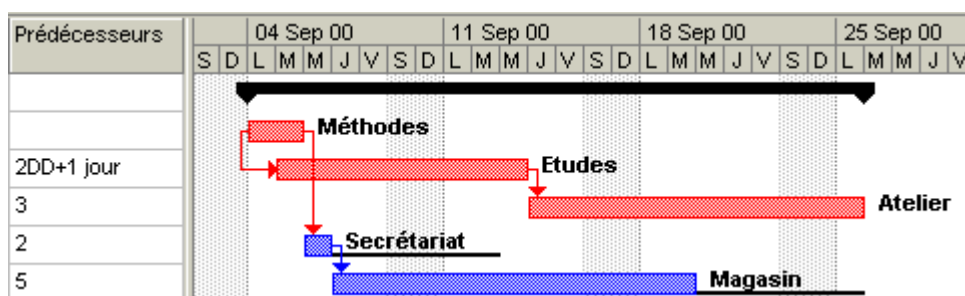 Prédécesseurs 04 Sep 00 11 Sep 00 18 Sep 00 25 Sep 00
S D L M M J V S D L M M J V S D L M M J V S D L M M J V
Méthodes
2DD+1 jour Etudes
3 Atelier
2 Secrétariat
5 Magasin